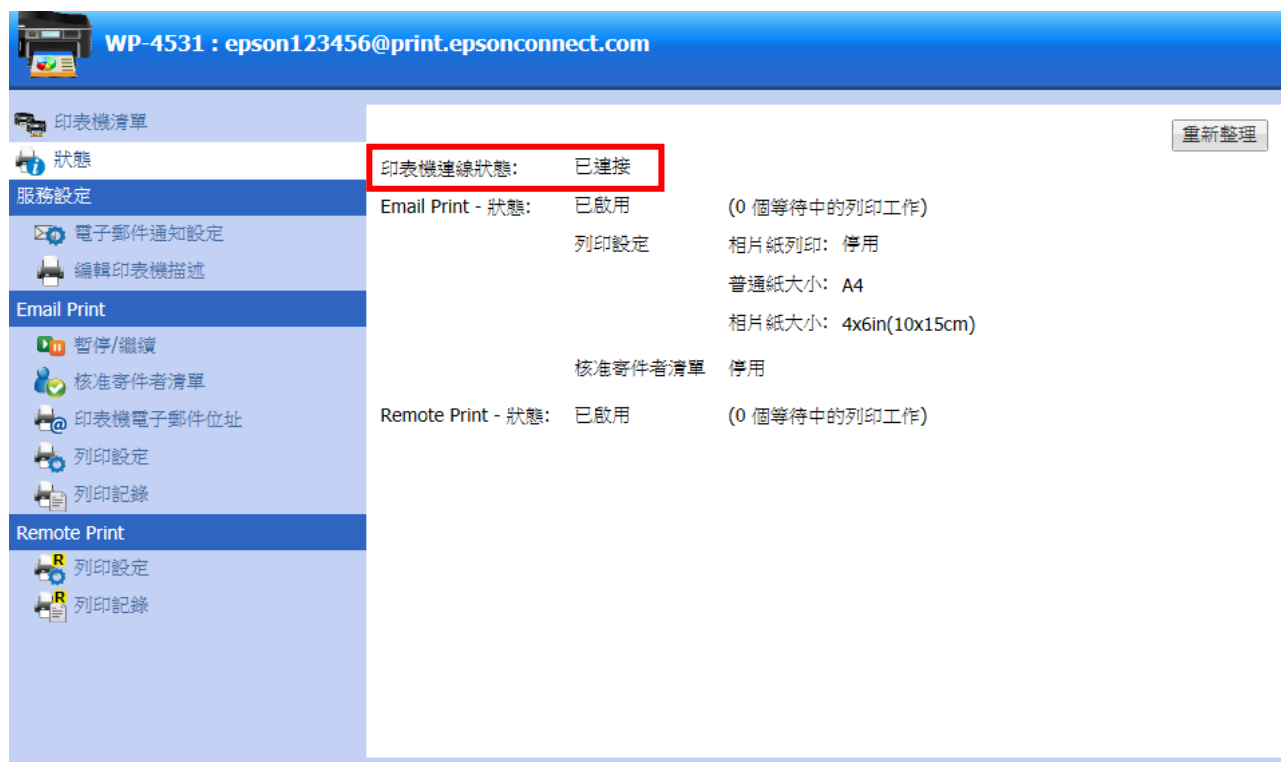 WP-4531 : epson123456@print.epsonconnect.com
印表機清單
狀態
服務設定
電子郵件通知設定
編輯印表機描述
Email Print
暫停/繼續
核准寄件者清單
印表機電子郵件位址
列印設定
列印記錄
Remote Print
列印設定
列印記錄
重新整理
印表機連線狀態: 已連接
Email Print - 狀態: 已啟用 (0 個等待中的列印工作)
列印設定 相片紙列印: 停用
普通紙大小: A4
相片紙大小: 4x6in(10x15cm)
核准寄件者清單 停用
Remote Print - 狀態: 已啟用 (0 個等待中的列印工作)